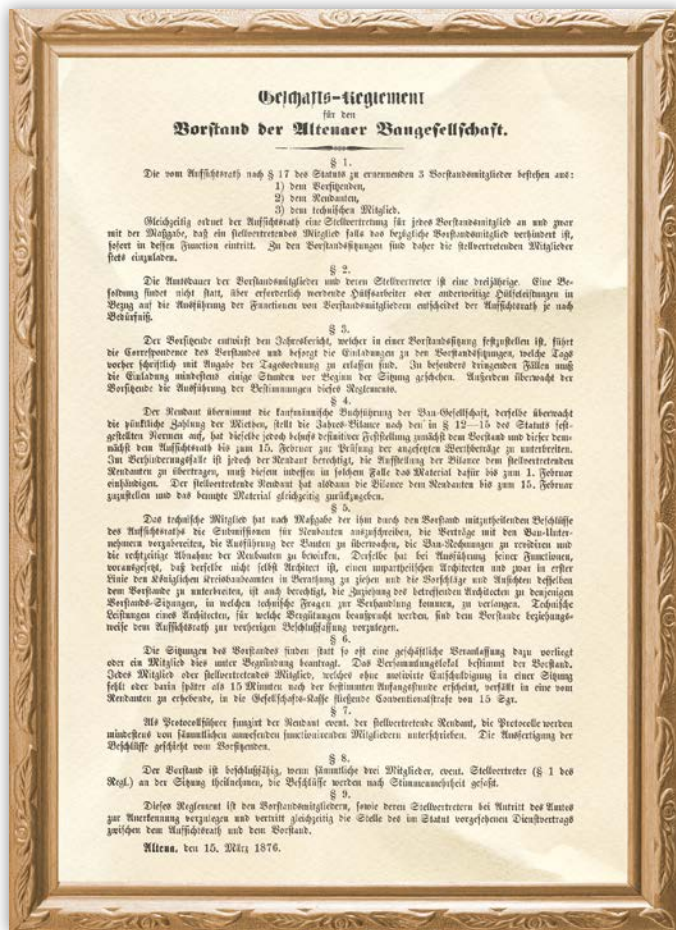 Geschäfts-Reglement
für den
Vorstand der Altenaer Baugesellschaft.
§ 1.
Die vom Aufsichtsrath nach § 17 des Statuts zu ernennenden 3 Vorstandsmitglieder bestehen aus:
1) dem Vorsitzenden,
2) dem Rendanten,
3) dem technischen Mitglied.
Gleichzeitig ordnet der Aufsichtsrath eine Stellvertretung für jedes Vorstandsmitglied an und zwar
mit der Maßgabe, daß ein stellvertretendes Mitglied falls das bezügliche Vorstandsmitglied verhindert ist,
sofort in dessen Function eintritt. Zu den Vorstandssitzungen sind daher die stellvertretenden Mitglieder
stets einzuladen.
§ 2.
Die Amtsdauer der Vorstandsmitglieder und deren Stellvertreter ist eine dreijährige. Eine Be-
soldung findet nicht statt, über erforderlich werdende Hülfsarbeiter oder anderweitige Hülfeleistungen in
Bezug auf die Ausführung der Functionen von Vorstandsmitgliedern entscheidet der Aufsichtsrath je nach
Bedürfniß.
§ 3.
Der Vorsitzende entwirft den Jahresbericht, welcher in einer Vorstandssitzung festzustellen ist, führt
die Correspondence des Vorstandes und besorgt die Einladungen zu den Vorstandssitzungen, welche Tags
vorher schriftlich mit Angabe der Tagesordnung zu erlassen sind. In besonders dringenden Fällen muß
die Einladung mindestens einige Stunden vor Beginn der Sitzung geschehen. Außerdem überwacht der
Vorsitzende die Ausführung der Bestimmungen dieses Reglements.
§ 4.
Der Rendant übernimmt die kaufmännische Buchführung der Bau-Gesellschaft, derselbe überwacht
die pünktliche Zahlung der Miethen, stellt die Jahres-Bilance nach den in § 12—15 des Statuts fest-
gestellten Normen auf, hat dieselbe jedoch behufs definitiver Feststellung zunächst dem Vorstand und dieser dem-
nächst dem Aufsichtsrath bis zum 15. Februar zur Prüfung der angesetzten Werthbeträge zu unterbreiten.
Im Verhinderungsfalle ist jedoch der Rendant berechtigt, die Aufstellung der Bilance dem stellvertretenden
Rendanten zu übertragen, muß diesem indessen in solchem Falle das Material dafür bis zum 1. Februar
einhändigen. Der stellvertretende Rendant hat alsdann die Bilance dem Rendanten bis zum 15. Februar
zuzustellen und das benutzte Material gleichzeitig zurückzugeben.
§ 5.
Das technische Mitglied hat nach Maßgabe der ihm durch den Vorstand mitzutheilenden Beschlüsse
des Aufsichtsraths die Submissionen für Neubauten auszuschreiben, die Verträge mit den Bau-Unter-
nehmern vorzubereiten, die Ausführung der Bauten zu überwachen, die Bau-Rechnungen zu revidiren und
die rechtzeitige Abnahme der Neubauten zu bewirken. Derselbe hat bei Ausführung seiner Functionen,
vorausgesetzt, daß derselbe nicht selbst Architect ist, einen unpartheiischen Architecten und zwar in erster
Linie den Königlichen Kreisbaubeamten in Berathung zu ziehen und die Vorschläge und Ansichten desselben
dem Vorstande zu unterbreiten, ist auch berechtigt, die Zuziehung des betreffenden Architecten zu denjenigen
Vorstands-Sitzungen, in welchen technische Fragen zur Verhandlung kommen, zu verlangen. Technische
Leistungen eines Architecten, für welche Vergütungen beansprucht werden, sind dem Vorstande beziehungs-
weise dem Aufsichtsrath zur vorherigen Beschlußfassung vorzulegen.
§ 6.
Die Sitzungen des Vorstandes finden statt so oft eine geschäftliche Veranlassung dazu vorliegt
oder ein Mitglied dies unter Begründung beantragt. Das Versammlungslokal bestimmt der Vorstand.
Jedes Mitglied oder stellvertretendes Mitglied, welches ohne motivirte Entschuldigung in einer Sitzung
fehlt oder darin später als 15 Minuten nach der bestimmten Anfangsstunde erscheint, verfällt in eine vom
Rendanten zu erhebende, in die Gesellschafts-Kasse fließende Conventionalstrafe von 15 Sgr.
§ 7.
Als Protocollführer fungirt der Rendant event. der stellvertretende Rendant, die Protocolle werden
mindestens von sämmtlichen anwesenden functionirenden Mitgliedern unterschrieben. Die Ausfertigung der
Beschlüsse geschieht vom Vorsitzenden.
§ 8.
Der Vorstand ist beschlußfähig, wenn sämmtliche drei Mitglieder, event. Stellvertreter (§ 1 des
Regl.) an der Sitzung theilnehmen, die Beschlüsse werden nach Stimmenmehrheit gefaßt.
§ 9.
Dieses Reglement ist den Vorstandsmitgliedern, sowie deren Stellvertretern bei Antritt des Amtes
zur Anerkennung vorzulegen und vertritt gleichzeitig die Stelle des im Statut vorgesehenen Dienstvertrags
zwischen dem Aufsichtsrath und dem Vorstand.
Altena, den 15. März 1876.